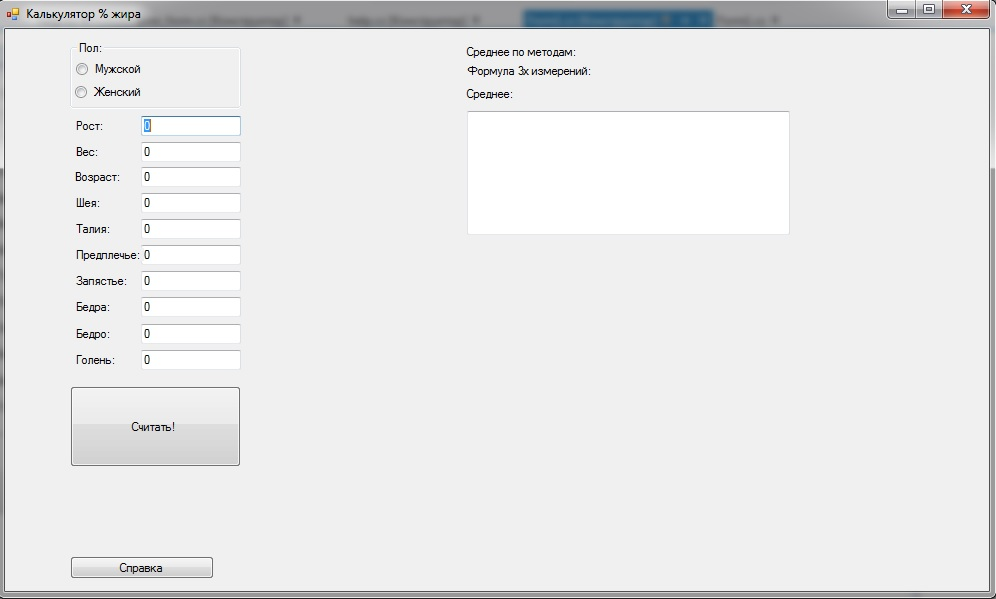 Калькулятор % жира
Пол:
Мужской
Женский
Рост: 0
Вес: 0
Возраст: 0
Шея: 0
Талия: 0
Предплечье: 0
Запястье: 0
Бедра: 0
Бедро: 0
Голень: 0
Считать!
Справка
Среднее по методам:
Формула 3х измерений:
Среднее: